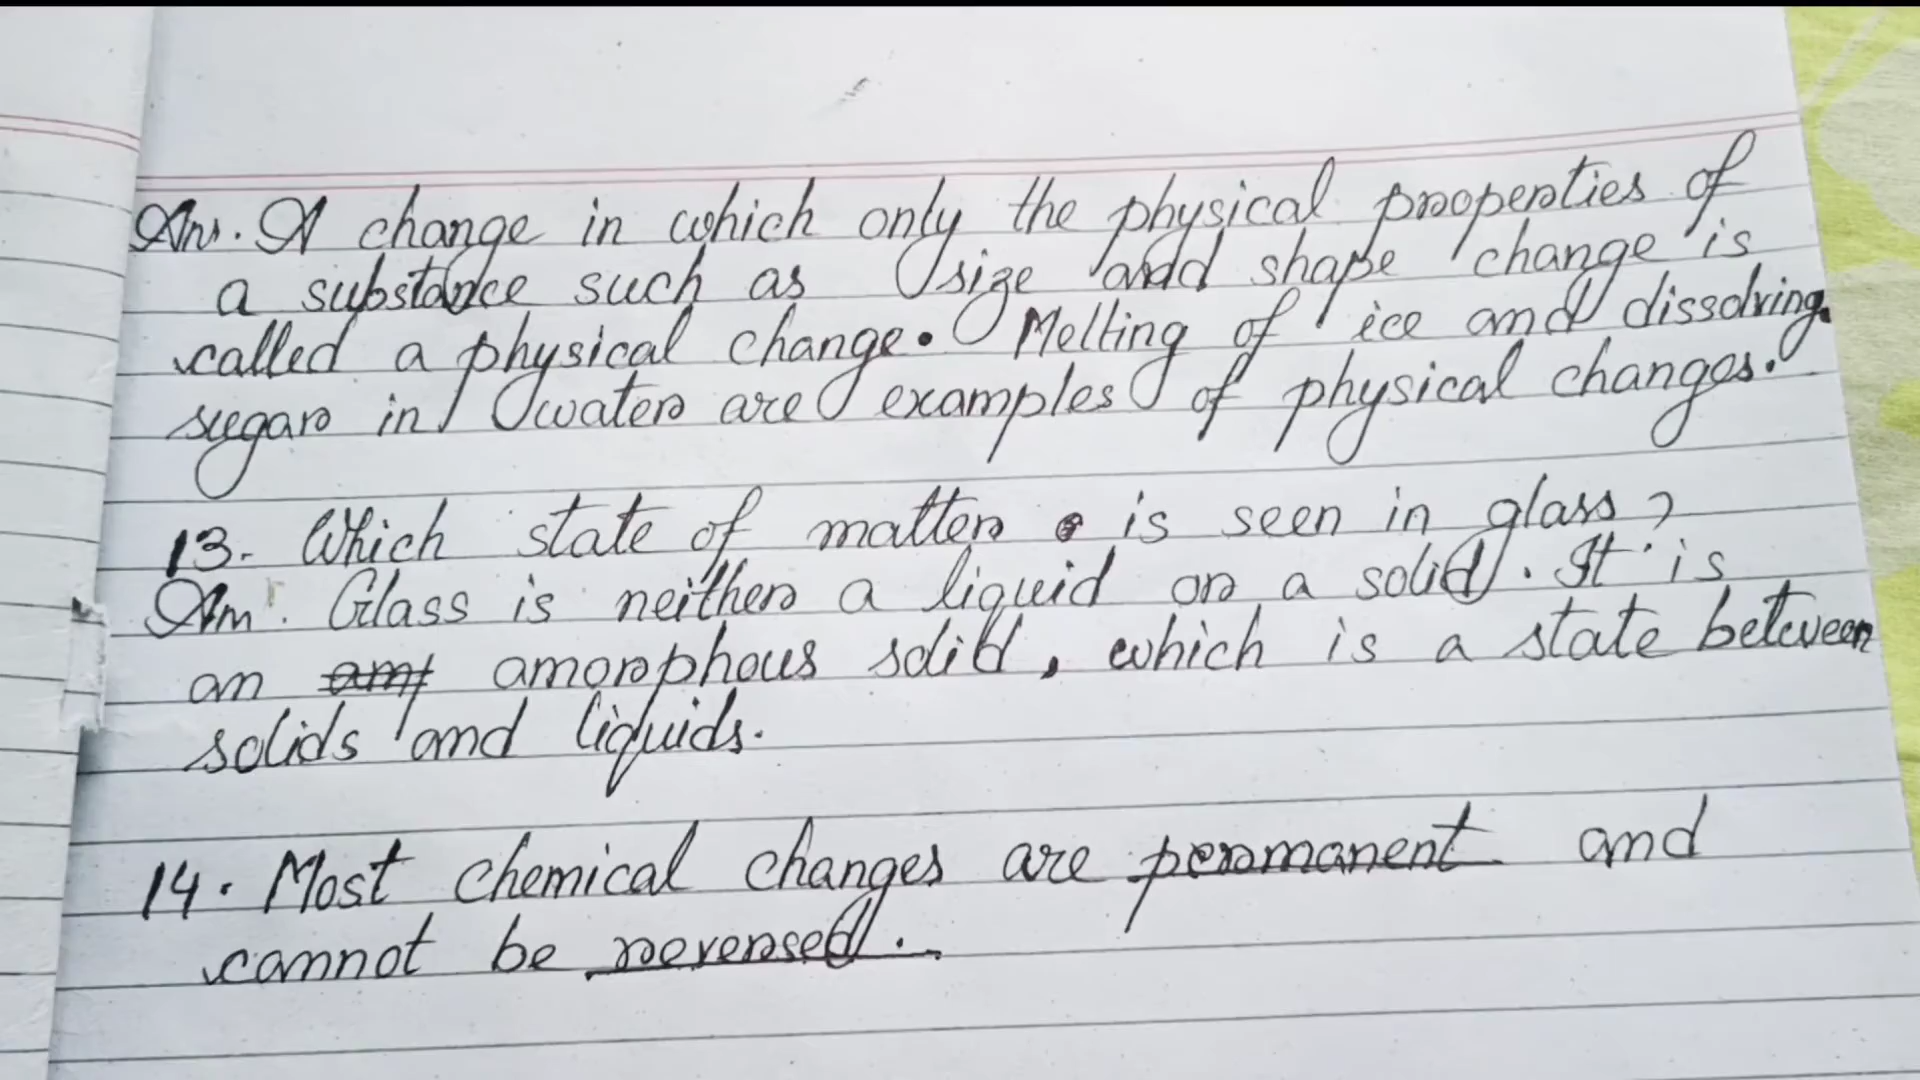 Ans. A change in which only the physical properties of
a substance such as size and shape change is
called a physical change. Melting of ice and dissolving
sugar in water are examples of physical changes.
13. Which state of matter is seen in glass?
Ans. Glass is neither a liquid or a solid. It is
an amorphous solid, which is a state between
solids and liquids.
14. Most chemical changes are permanent and
cannot be reversed.